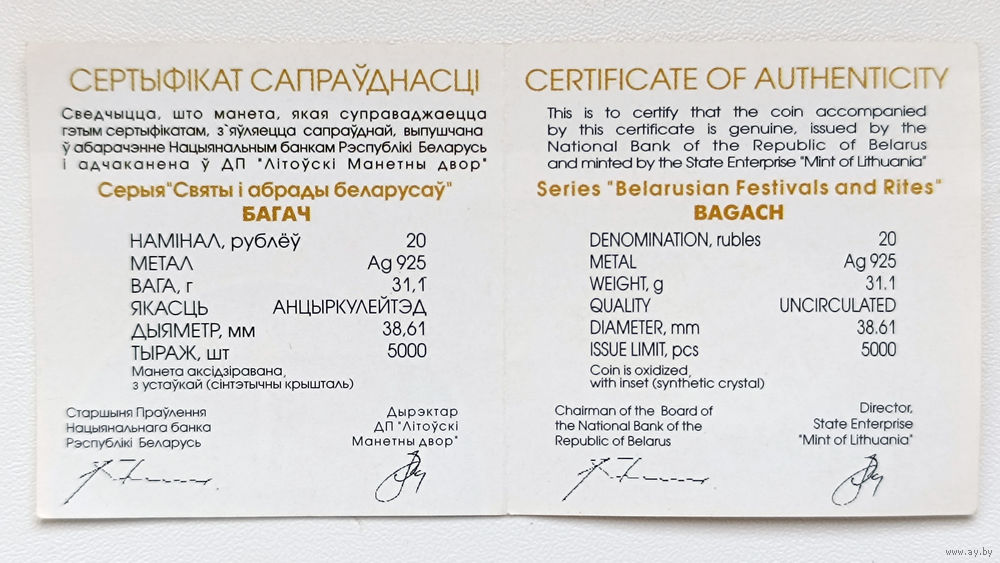 СЕРТЫФІКАТ САПРАЎДНАСЦІ
Сведчыцца, што манета, якая суправаджаецца
гэтым сертыфікатам, з`яўляецца сапраўднай, выпушчана
ў абарачэнне Нацыянальным банкам Рэспублікі Беларусь
і адчаканена ў ДП "Літоўскі Манетны двор"
Серыя"Святы і абрады беларусаў"
БАГАЧ
НАМІНАЛ, рублёў 20
МЕТАЛ Ag 925
ВАГА, г 31,1
ЯКАСЦЬ АНЦЫРКУЛЕЙТЭД
ДЫЯМЕТР, мм 38,61
ТЫРАЖ, шт 5000
Манета аксідзіравана,
з устаўкай (сінтэтычны крышталь)
Старшыня Праўлення
Нацыянальнага банка
Рэспублікі Беларусь
Дырэктар
ДП "Літоўскі
Манетны двор"
CERTIFICATE OF AUTHENTICITY
This is to certify that the coin accompanied
by this certificate is genuine, issued by the
National Bank of the Republic of Belarus
and minted by the State Enterprise "Mint of Lithuania"
Series "Belarusian Festivals and Rites"
BAGACH
DENOMINATION, rubles 20
METAL Ag 925
WEIGHT, g 31.1
QUALITY UNCIRCULATED
DIAMETER, mm 38.61
ISSUE LIMIT, pcs 5000
Coin is oxidized,
with inset (synthetic crystal)
Chairman of the Board of
the National Bank of the
Republic of Belarus
Director,
State Enterprise
"Mint of Lithuania"
www.ay.by